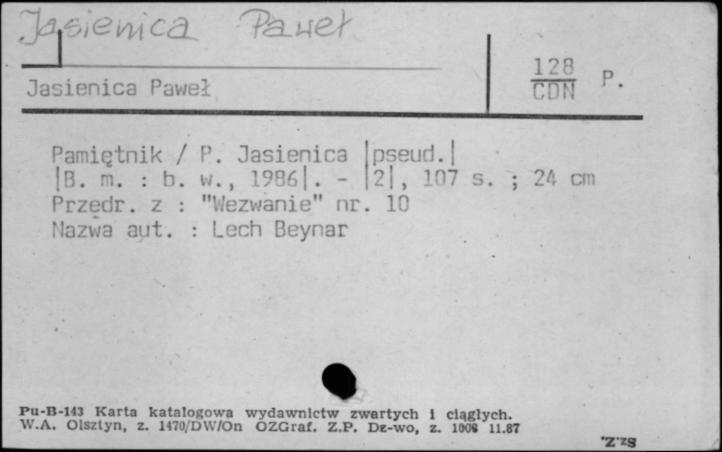 Jasienica Paweł
Jasienica Paweł
128
CDN P.
Pamiętnik / P. Jasienica |pseud.|
|B. m. : b. w., 1986|. - |2|, 107 s. ; 24 cm
Przedr. z : "Wezwanie" nr. 10
Nazwa aut. : Lech Beynar
Pu-B-143 Karta katalogowa wydawnictw zwartych i ciągłych.
W.A. Olsztyn, z. 1470/DW/On OZGraf. Z.P. Dz-wo, z. 1008 11.87